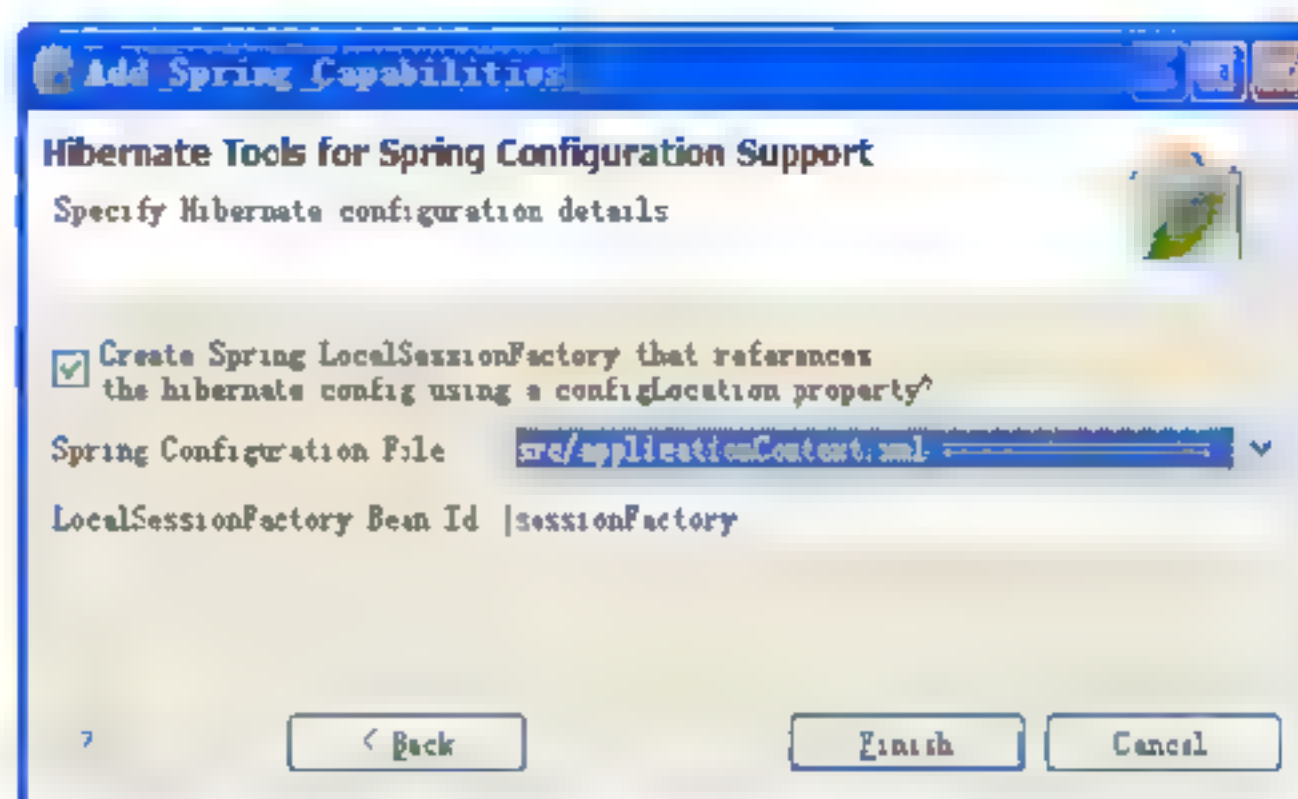 Add Spring Capabilities
Hibernate Tools for Spring Configuration Support
Specify Hibernate configuration details
Create Spring LocalSessionFactory that references
the hibernate config using a configLocation property^
Spring Configuration File src/applicationContext.xml
LocalSessionFactory Bean Id sessionFactory
? < Back Finish Cancel